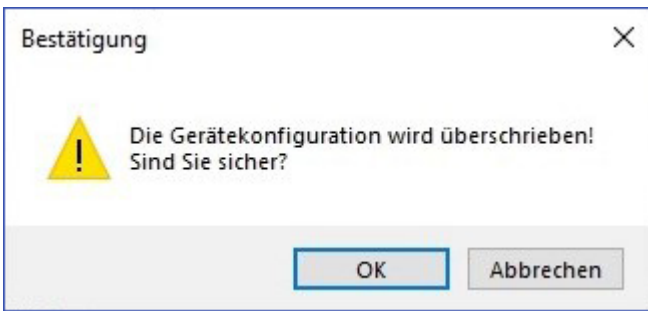 Bestätigung
Die Gerätekonfiguration wird überschrieben!
Sind Sie sicher?
OK
Abbrechen